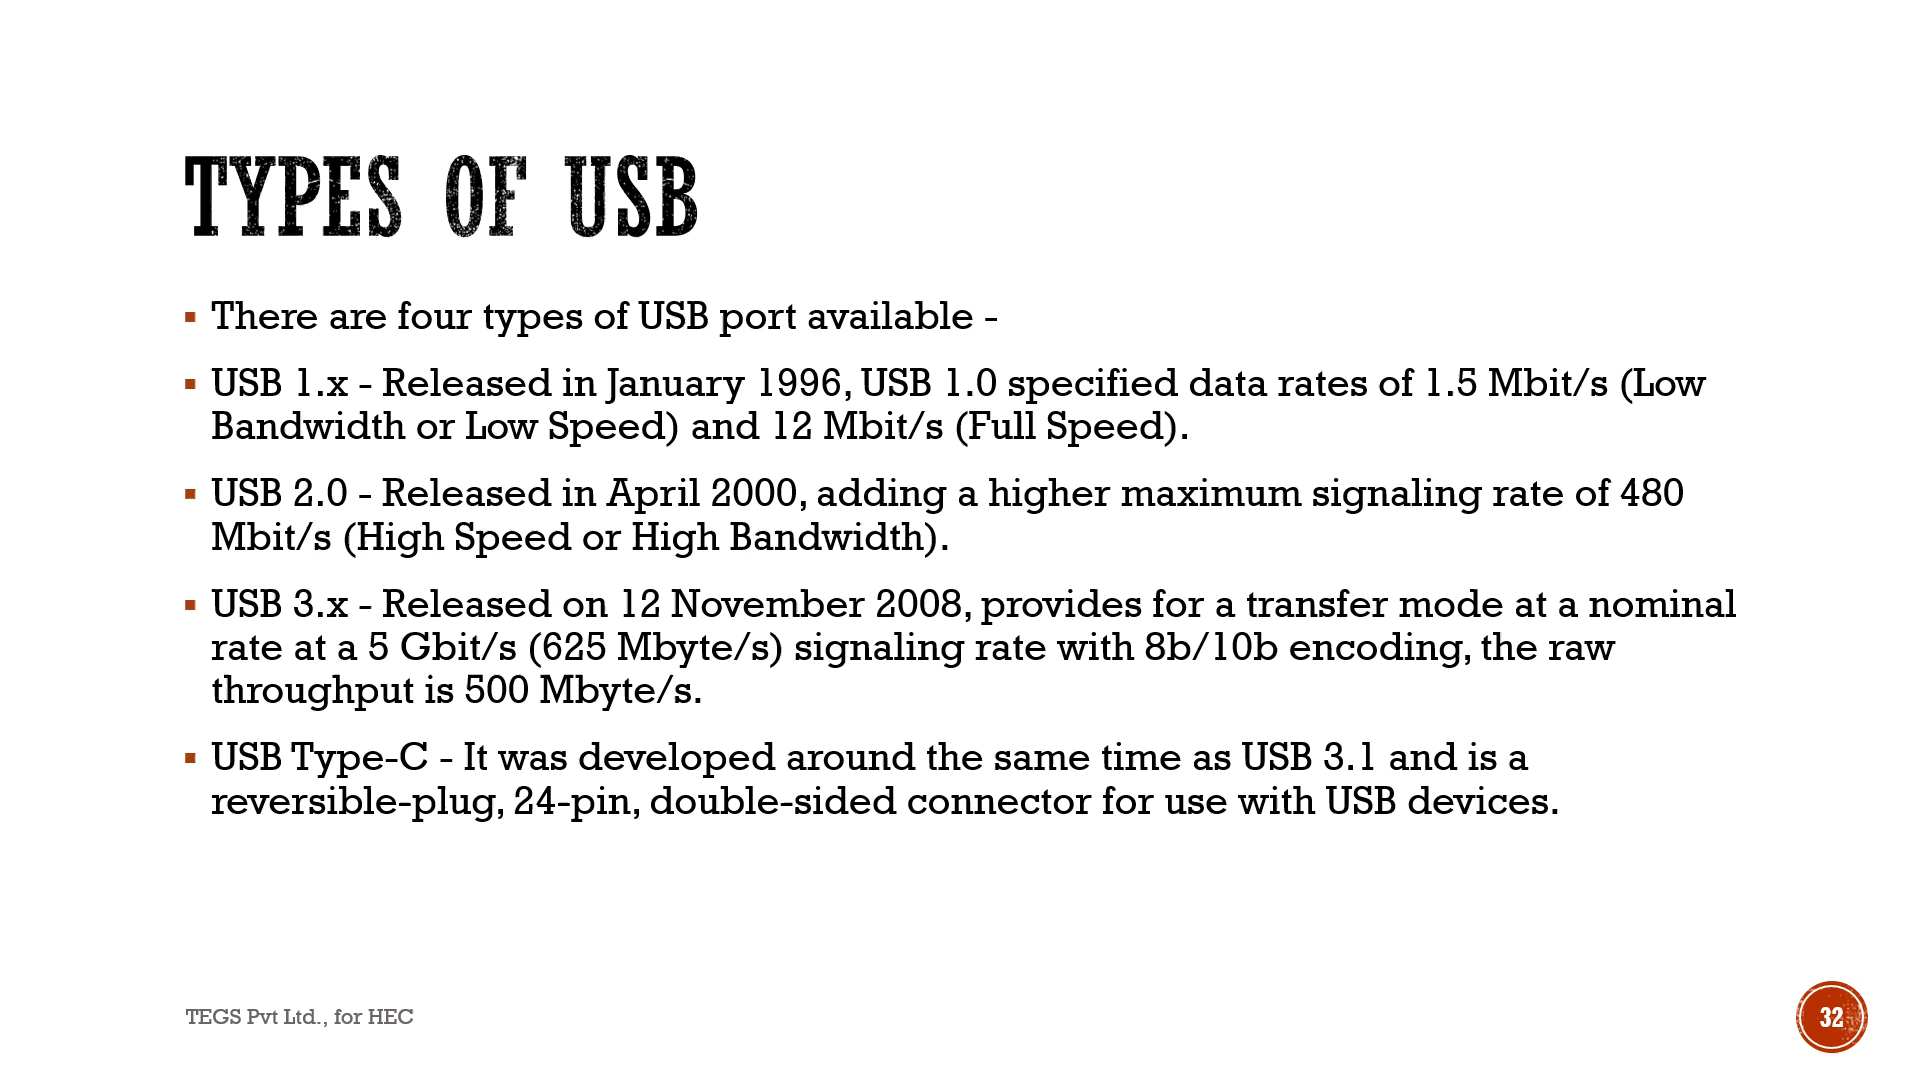 TYPES OF USB
There are four types of USB port available -
USB 1.x - Released in January 1996, USB 1.0 specified data rates of 1.5 Mbit/s (Low
Bandwidth or Low Speed) and 12 Mbit/s (Full Speed).
USB 2.0 - Released in April 2000, adding a higher maximum signaling rate of 480
Mbit/s (High Speed or High Bandwidth).
USB 3.x - Released on 12 November 2008, provides for a transfer mode at a nominal
rate at a 5 Gbit/s (625 Mbyte/s) signaling rate with 8b/10b encoding, the raw
throughput is 500 Mbyte/s.
USB Type-C - It was developed around the same time as USB 3.1 and is a
reversible-plug, 24-pin, double-sided connector for use with USB devices.
TEGS Pvt Ltd., for HEC
32